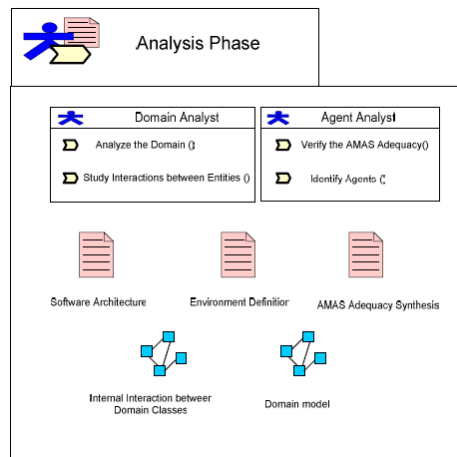 Analysis Phase
Domain Analyst
Agent Analyst
Analyze the Domain ()
Verify the AMAS Adequacy()
Study Interactions between Entities ()
Identify Agents ()
Software Architecture
Environment Definition
AMAS Adequacy Synthesis
Internal Interaction between
Domain Classes
Domain model